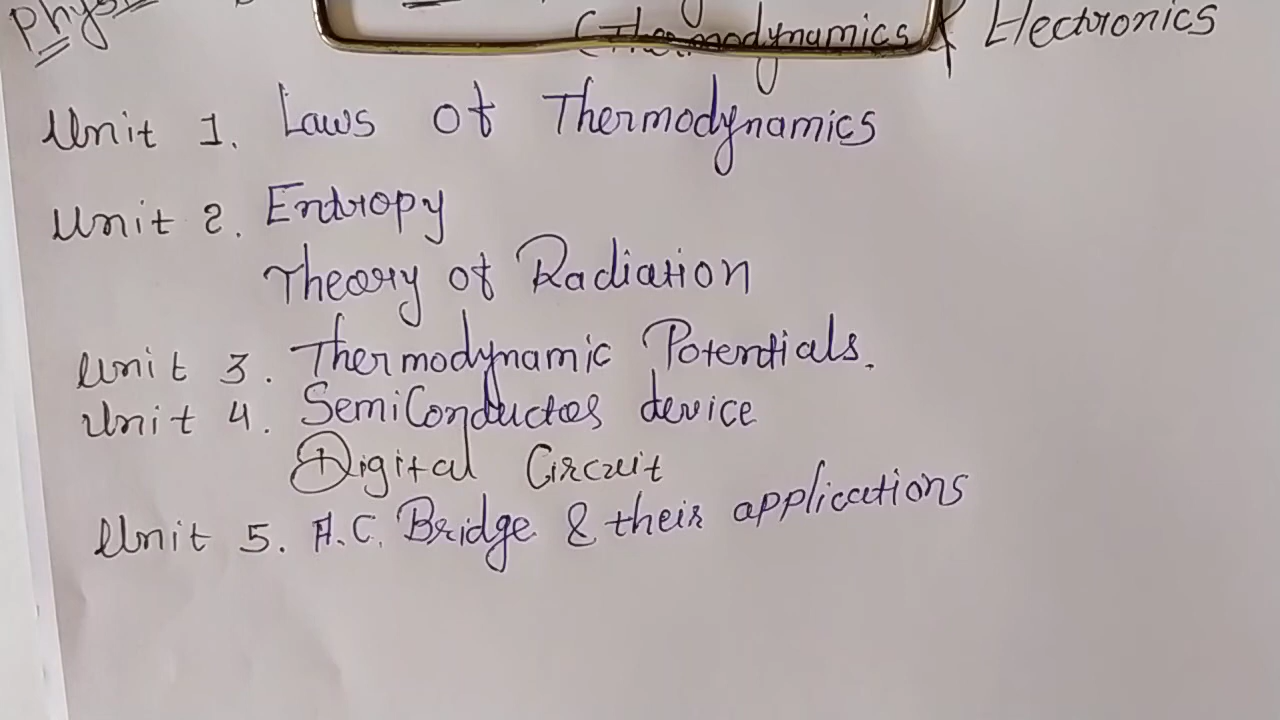 (Thermodynamics & Electronics
Unit 1. Laws of Thermodynamics
Unit 2. Entropy
Theory of Radiation
Unit 3. Thermodynamic Potentials.
Unit 4. SemiConductor device
Digital Circuit
Unit 5. A.C. Bridge & their applications